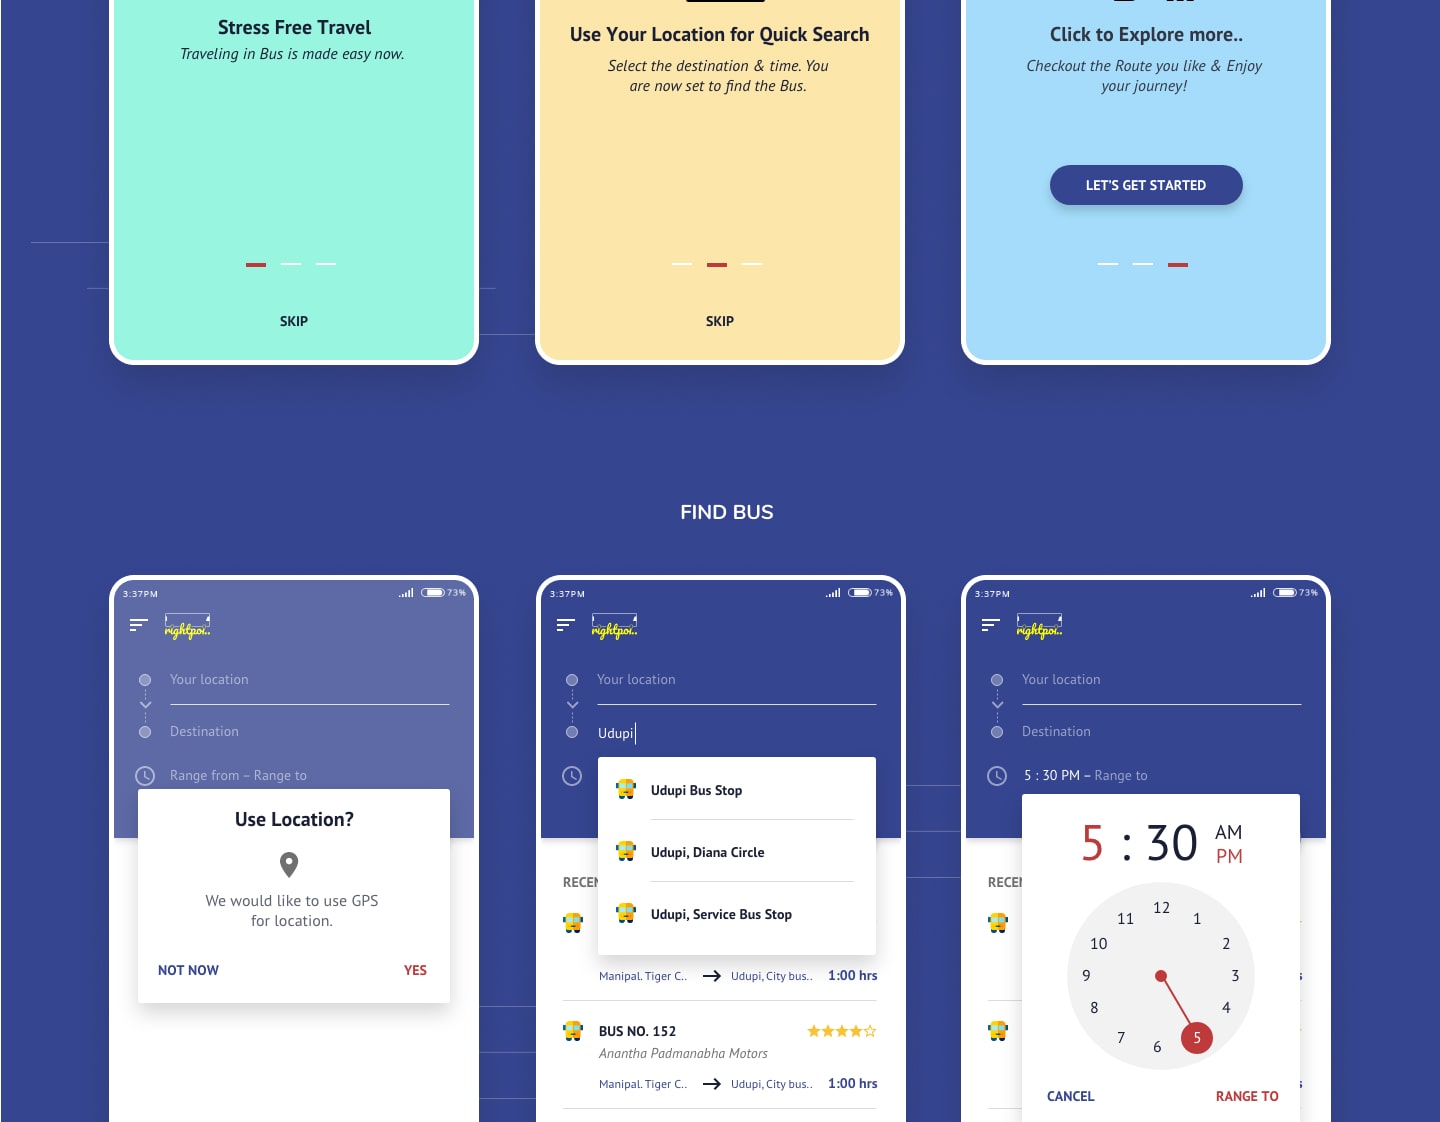 Stress Free Travel
Traveling in Bus is made easy now.
SKIP
Use Your Location for Quick Search
Select the destination & time. You
are now set to find the Bus.
SKIP
Click to Explore more..
Checkout the Route you like & Enjoy
your journey!
LET'S GET STARTED
FIND BUS
3:37PM
73%
rightpoi..
Your location
Destination
Range from – Range to
Use Location?
We would like to use GPS
for location.
NOT NOW
YES
3:37PM
73%
rightpoi..
Your location
Udupi
Udupi Bus Stop
Udupi, Diana Circle
Udupi, Service Bus Stop
Manipal. Tiger C.. Udupi, City bus.. 1:00 hrs
BUS NO. 152
Anantha Padmanabha Motors
Manipal. Tiger C.. Udupi, City bus.. 1:00 hrs
3:37PM
73%
rightpoi..
Your location
Destination
5 : 30 PM – Range to
5 : 30
AM
PM
12
11
1
10
2
9
3
8
4
7
5
6
CANCEL
RANGE TO